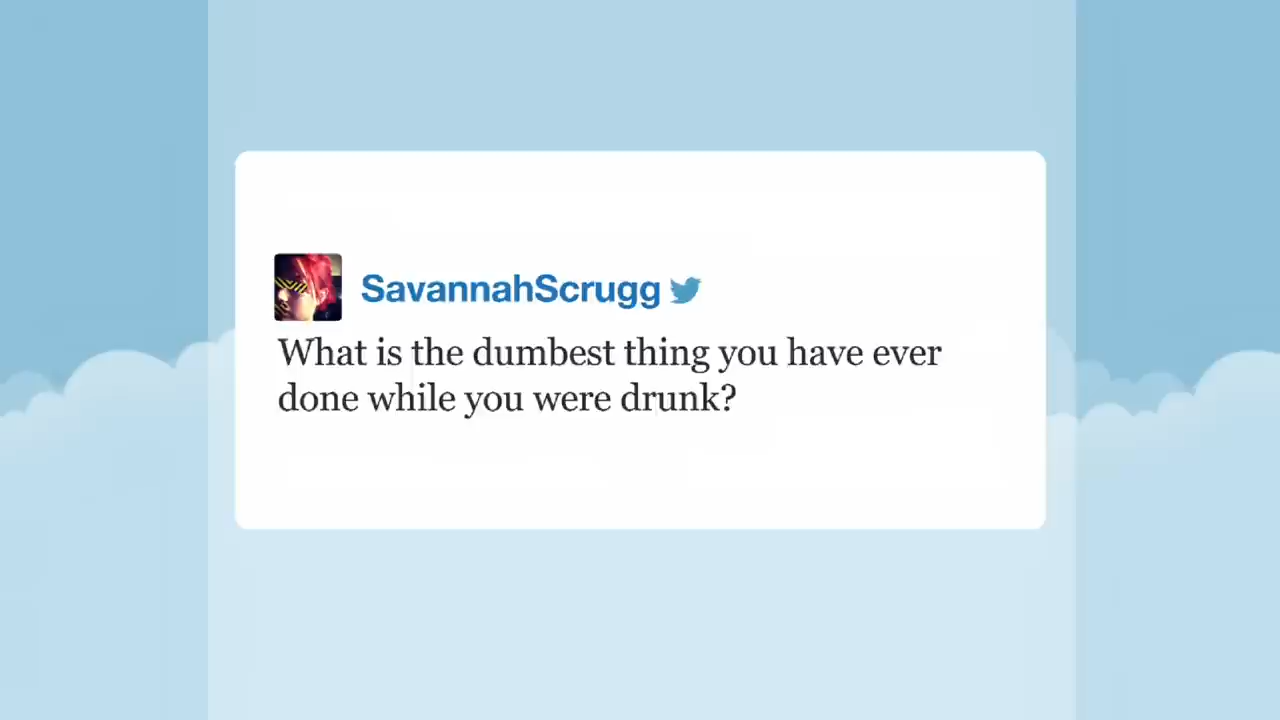 SavannahScrugg
What is the dumbest thing you have ever
done while you were drunk?